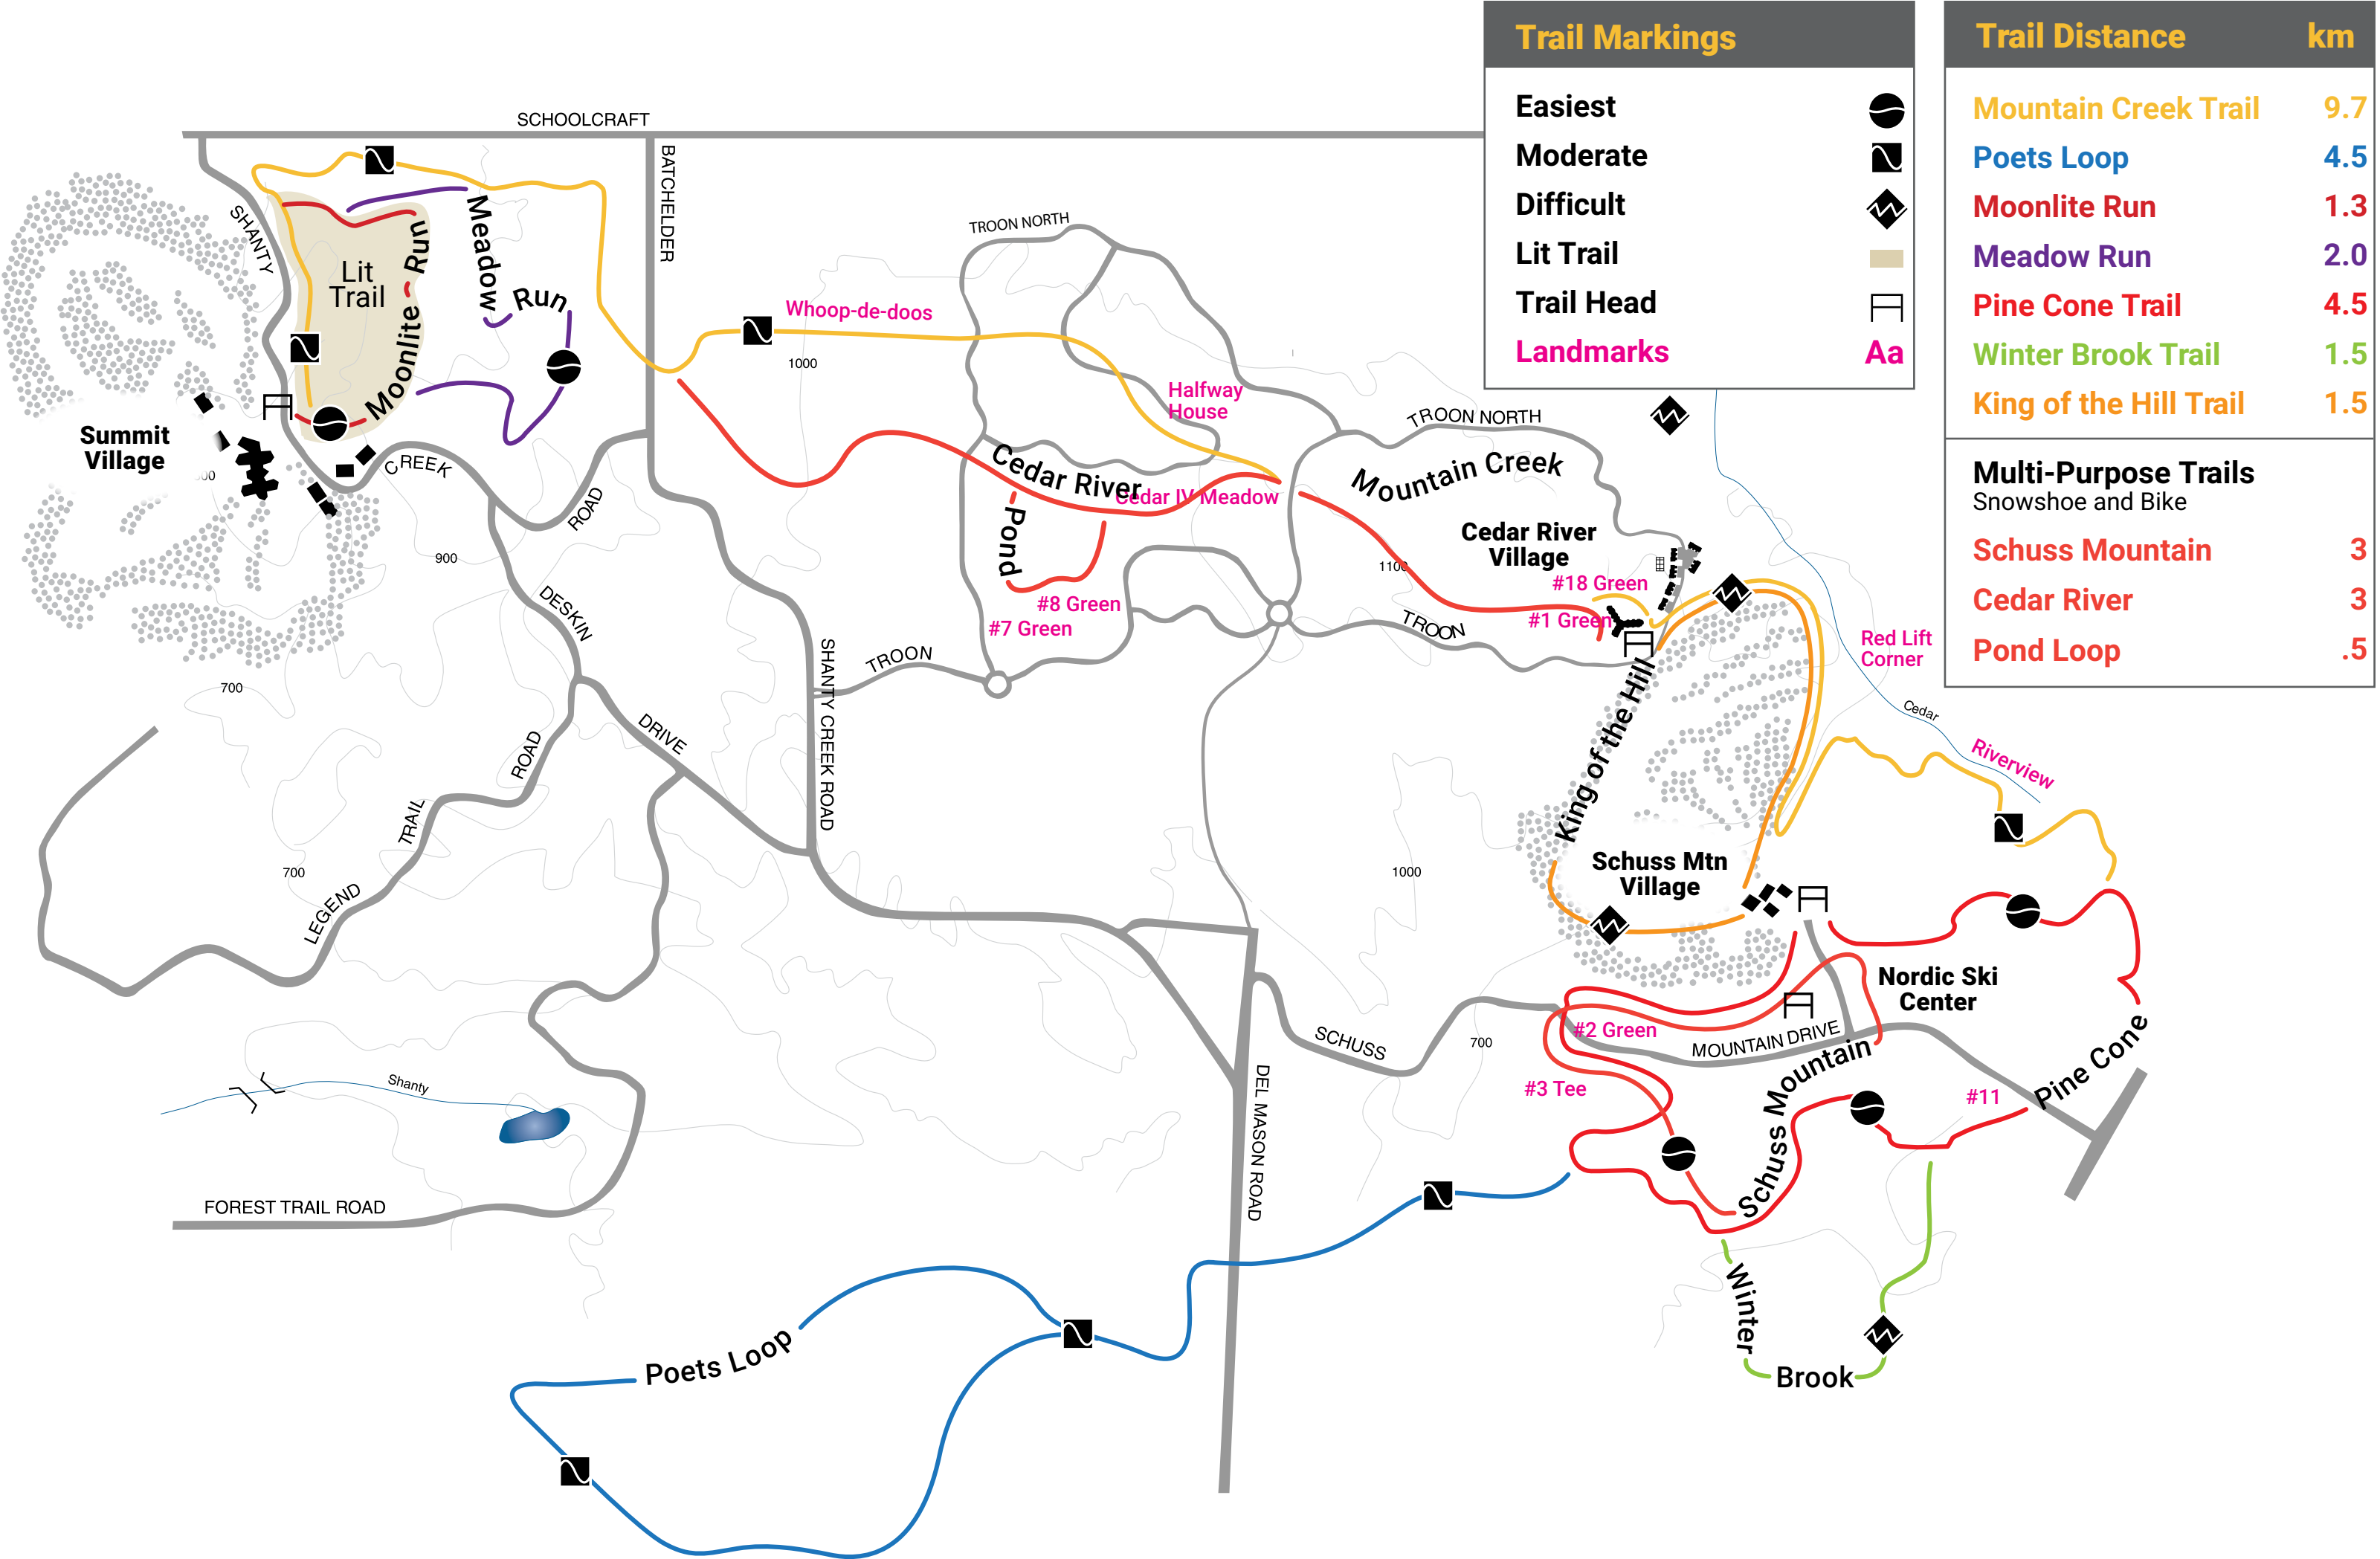 Trail Markings
Easiest
Moderate
Difficult
Lit Trail
Trail Head
Landmarks Aa
Trail Distance km
Mountain Creek Trail 9.7
Poets Loop 4.5
Moonlite Run 1.3
Meadow Run 2.0
Pine Cone Trail 4.5
Winter Brook Trail 1.5
King of the Hill Trail 1.5
Multi-Purpose Trails
Snowshoe and Bike
Schuss Mountain 3
Cedar River 3
Pond Loop .5
SCHOOLCRAFT
BATCHELDER
SHANTY
Lit
Trail
Moonlite Run
Meadow Run
Summit
Village
CREEK
ROAD
900
DESKIN
DRIVE
700
ROAD
TRAIL
LEGEND
700
Shanty
FOREST TRAIL ROAD
Whoop-de-doos
1000
TROON NORTH
Halfway
House
Cedar River
Cedar IV Meadow
Pond
#8 Green
#7 Green
TROON
SHANTY CREEK ROAD
TROON NORTH
Mountain Creek
Cedar River
Village
1100
#18 Green
#1 Green
TROON
King of the Hill
Red Lift
Corner
Cedar
Riverview
Schuss Mtn
Village
1000
Nordic Ski
Center
#2 Green
MOUNTAIN DRIVE
SCHUSS
700
#3 Tee
Schuss Mountain
#11
Pine Cone
DEL MASON ROAD
Poets Loop
Winter
Brook